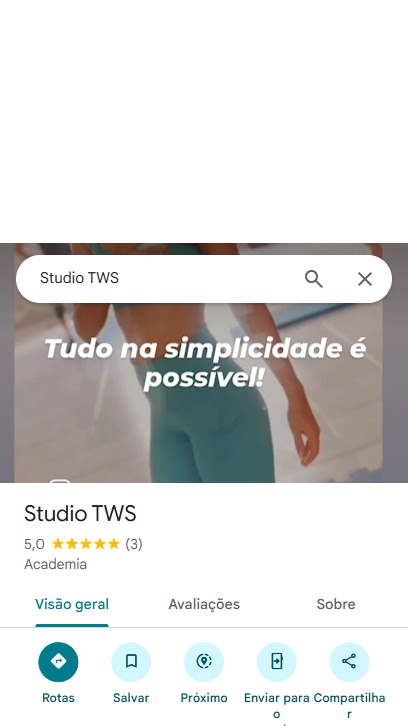 Studio TWS
Tudo na simplicidade é
possível!
Studio TWS
5,0 (3)
Academia
Visão geral
Avaliações
Sobre
Rotas
Salvar
Próximo
Enviar para
o
Compartilha
r